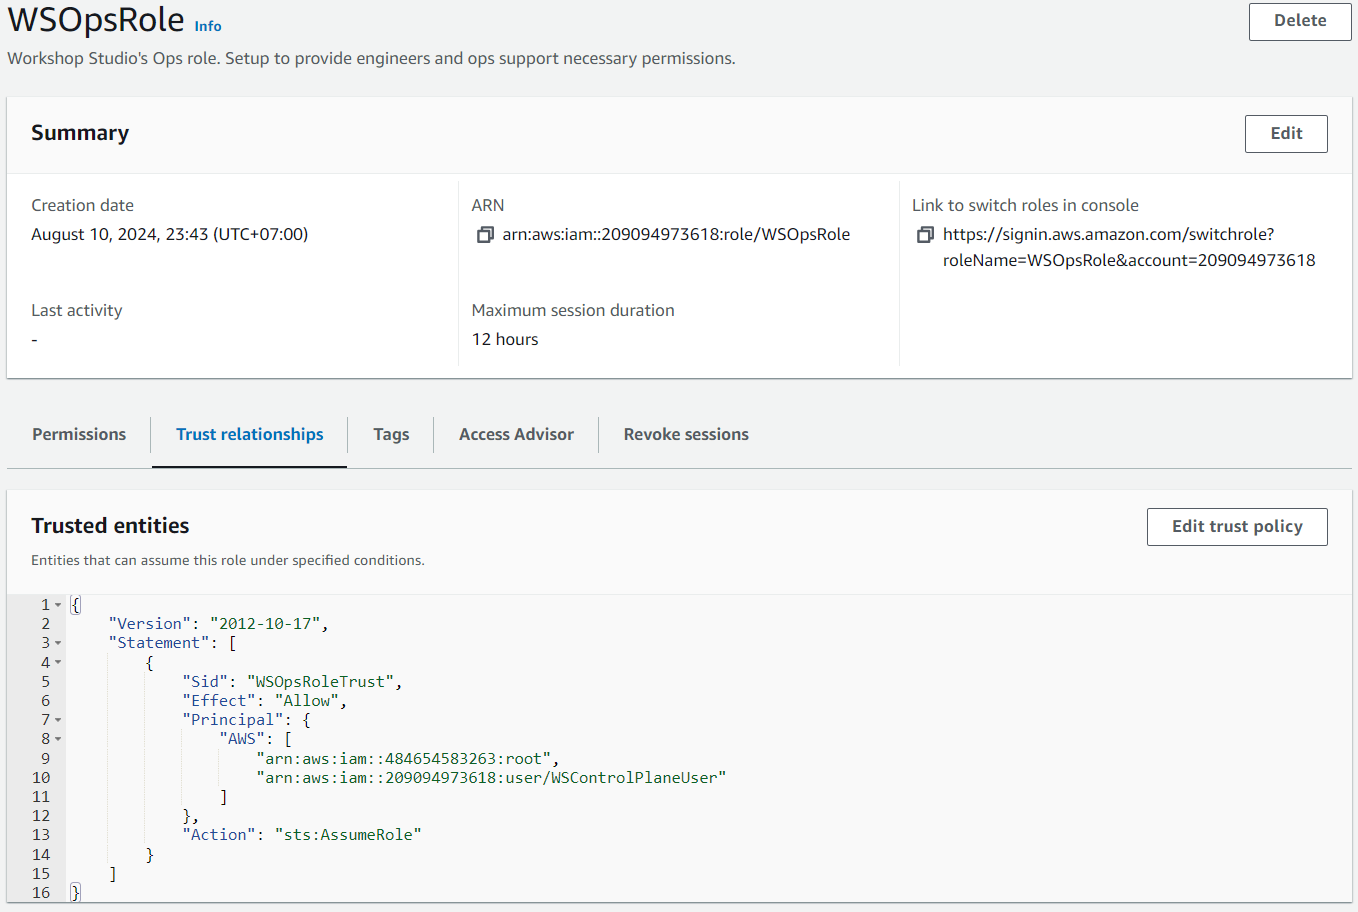 WSOpsRole Info
Delete
Workshop Studio's Ops role. Setup to provide engineers and ops support necessary permissions.
Summary
Edit
Creation date
August 10, 2024, 23:43 (UTC+07:00)
ARN
arn:aws:iam::209094973618:role/WSOpsRole
Link to switch roles in console
https://signin.aws.amazon.com/switchrole?
roleName=WSOpsRole&account=209094973618
Last activity
-
Maximum session duration
12 hours
Permissions
Trust relationships
Tags
Access Advisor
Revoke sessions
Trusted entities
Edit trust policy
Entities that can assume this role under specified conditions.
1 {
2 "Version": "2012-10-17",
3 "Statement": [
4 {
5 "Sid": "WSOpsRoleTrust",
6 "Effect": "Allow",
7 "Principal": {
8 "AWS": [
9 "arn:aws:iam::484654583263:root",
10 "arn:aws:iam::209094973618:user/WSControlPlaneUser"
11 ]
12 },
13 "Action": "sts:AssumeRole"
14 }
15 ]
16 }